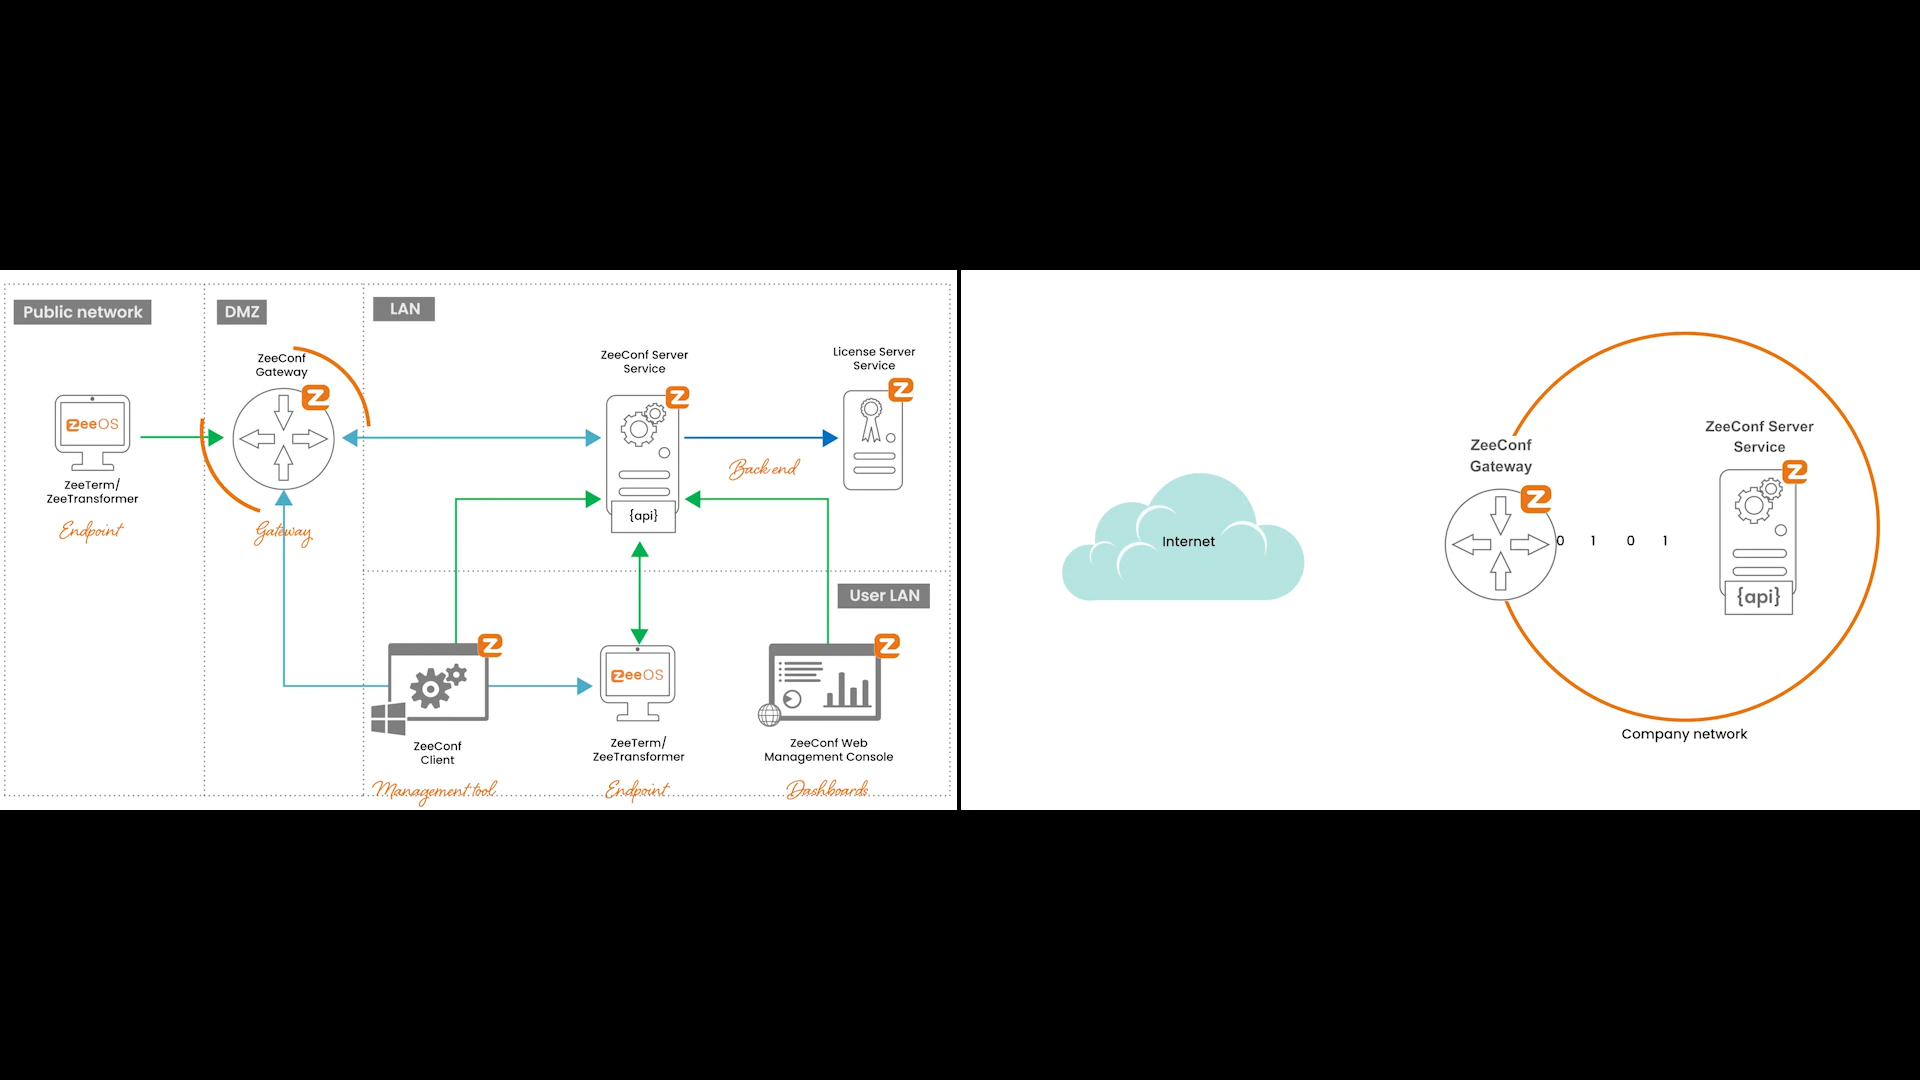 Public network
DMZ
LAN
ZeeConf
Gateway
ZeeConf Server
Service
License Server
Service
Z
Z
Z
ZeeOS
Back end
ZeeTerm/
ZeeTransformer
Endpoint
Gateway
{api}
User LAN
Z
Z
ZeeOS
ZeeConf
Client
ZeeTerm/
ZeeTransformer
ZeeConf Web
Management Console
Management tool
Endpoint
Dashboards
Internet
ZeeConf
Gateway
Z
0 1 0 1
ZeeConf Server
Service
Z
{api}
Company network